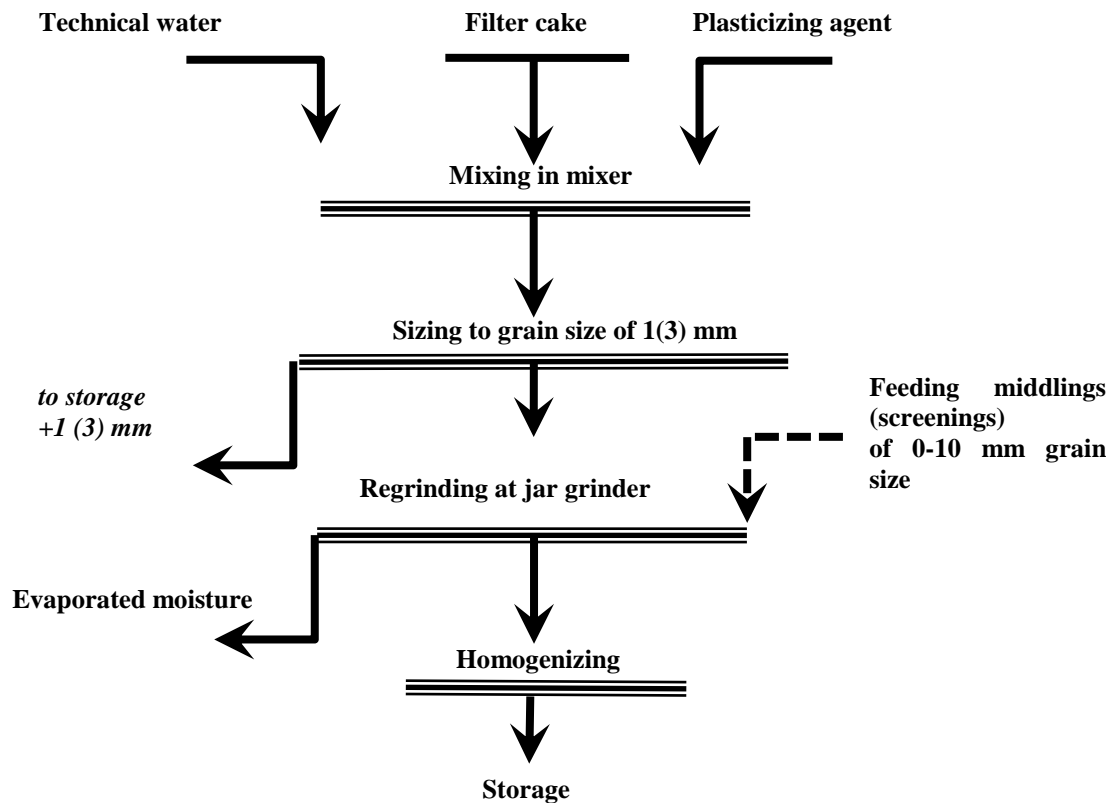 Technical water
Filter cake
Plasticizing agent
Mixing in mixer
Sizing to grain size of 1(3) mm
to storage
+1 (3) mm
Feeding middlings
(screenings)
of 0-10 mm grain
size
Regrinding at jar grinder
Evaporated moisture
Homogenizing
Storage